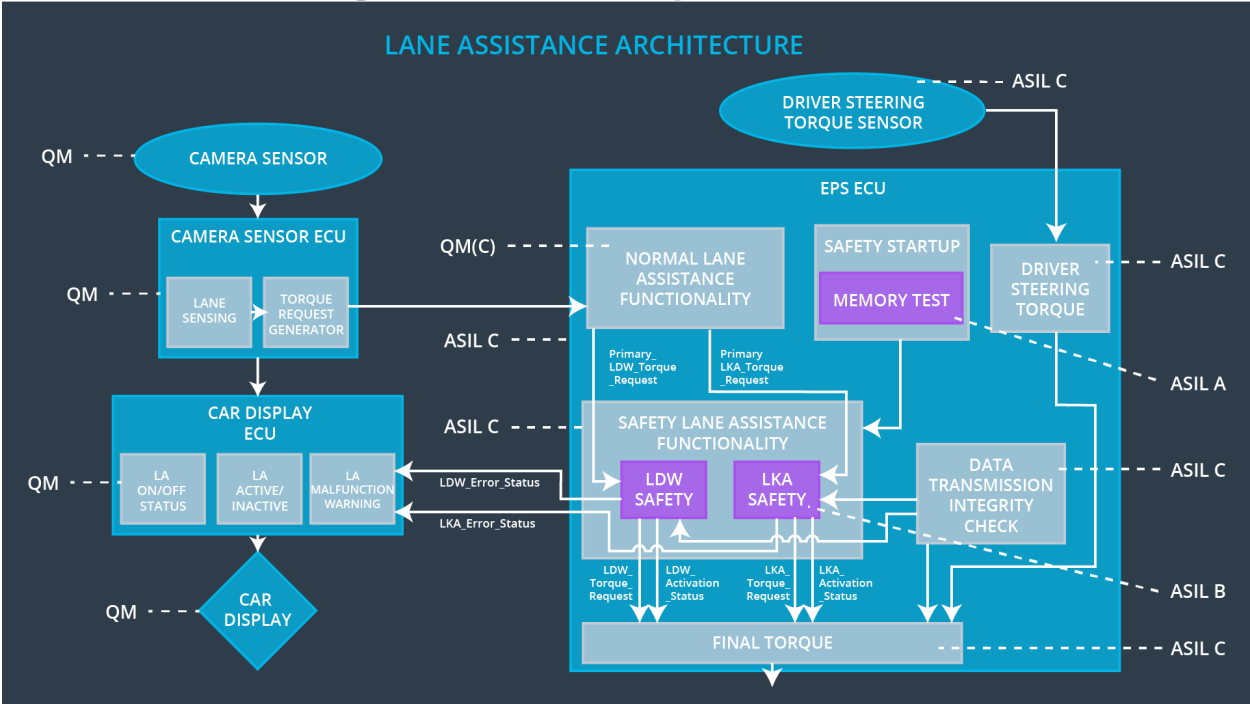 LANE ASSISTANCE ARCHITECTURE
ASIL C
DRIVER STEERING
TORQUE SENSOR
QM
CAMERA SENSOR
EPS ECU
CAMERA SENSOR ECU
QM
LANE
SENSING
TORQUE
REQUEST
GENERATOR
QM(C)
NORMAL LANE
ASSISTANCE
FUNCTIONALITY
SAFETY STARTUP
MEMORY TEST
DRIVER
STEERING
TORQUE
ASIL C
ASIL C
ASIL A
Primary_
LDW_Torque
_Request
Primary
LKA_Torque
_Request
CAR DISPLAY
ECU
QM
LA
ON/OFF
STATUS
LA
ACTIVE/
INACTIVE
LA
MALFUNCTION
WARNING
ASIL C
SAFETY LANE ASSISTANCE
FUNCTIONALITY
LDW
SAFETY
LKA
SAFETY
DATA
TRANSMISSION
INTEGRITY
CHECK
ASIL C
LDW_Error_Status
LKA_Error_Status
LDW_
Torque_
Request
LDW_
Activation
_Status
LKA_
Torque_
Request
LKA_
Activation
_Status
ASIL B
QM
CAR
DISPLAY
FINAL TORQUE
ASIL C